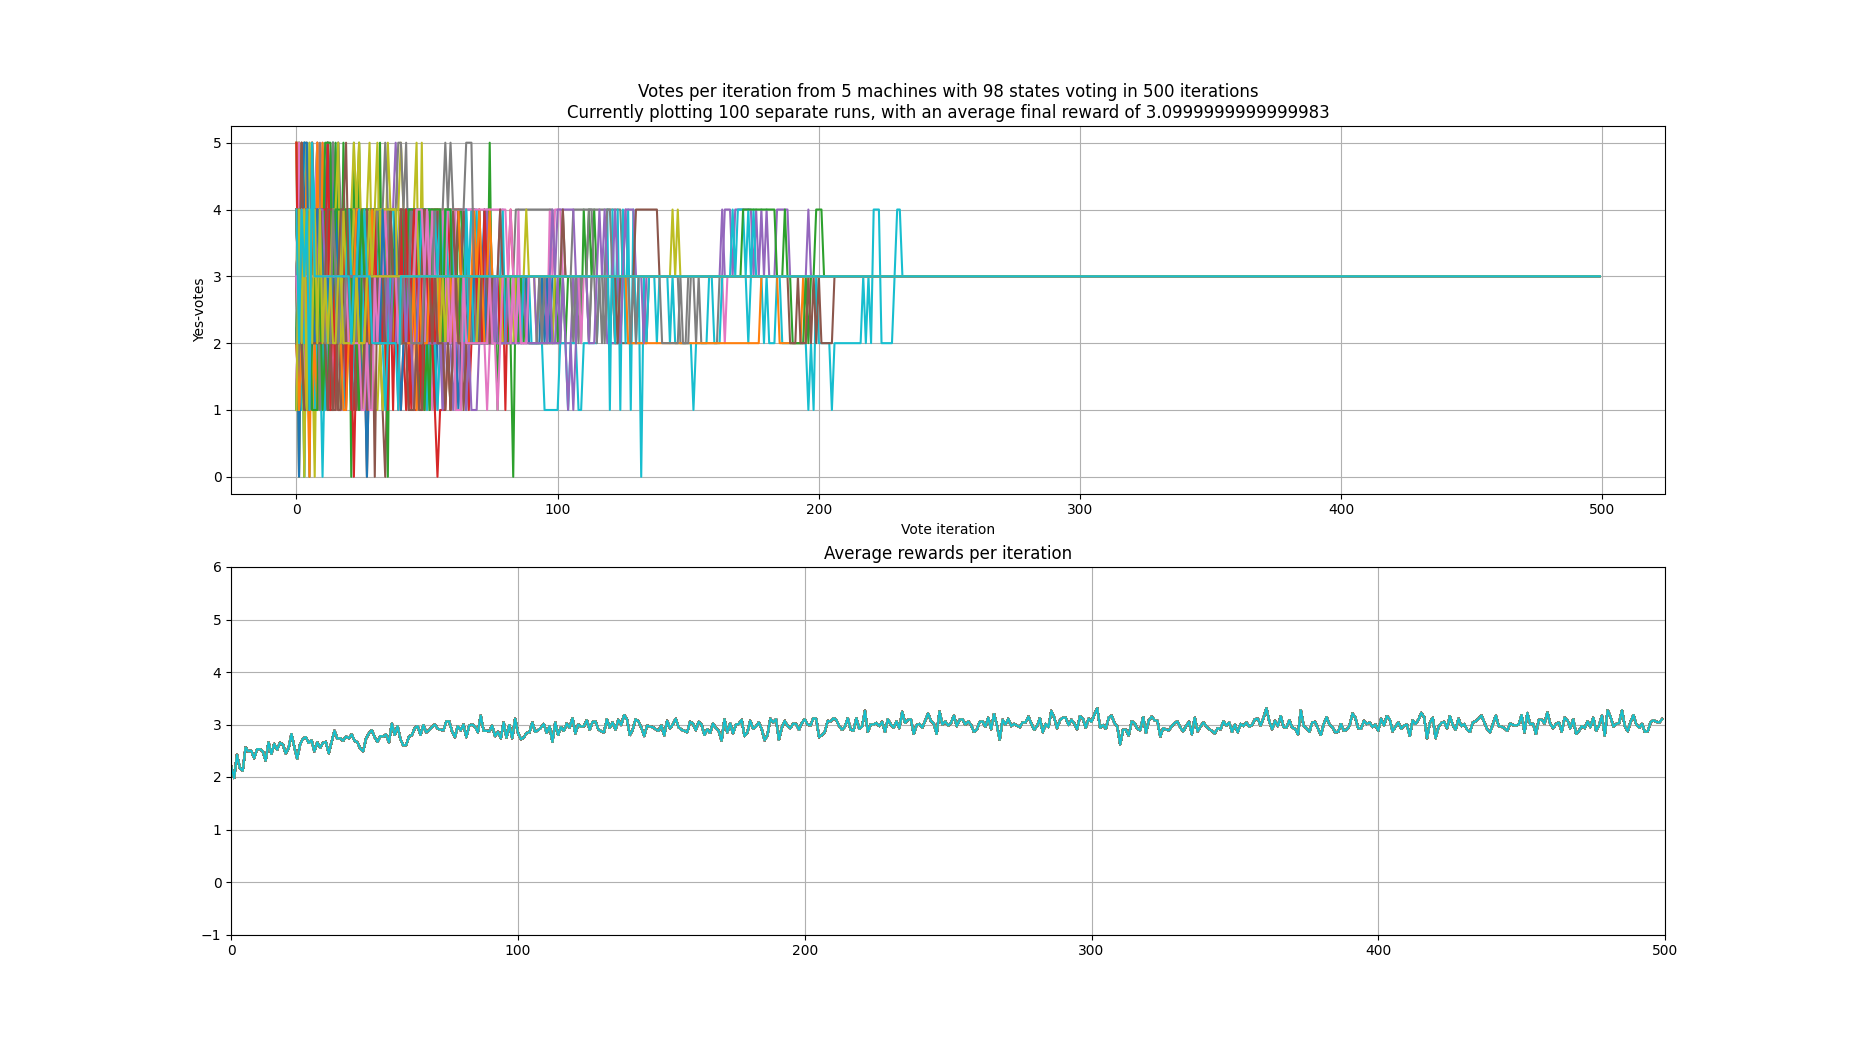 Votes per iteration from 5 machines with 98 states voting in 500 iterations
Currently plotting 100 separate runs, with an average final reward of 3.0999999999999983
5
4
3
2
1
0
Yes-votes
0 100 200 300 400 500
Vote iteration
Average rewards per iteration
6
5
4
3
2
1
0
−1
0 100 200 300 400 500